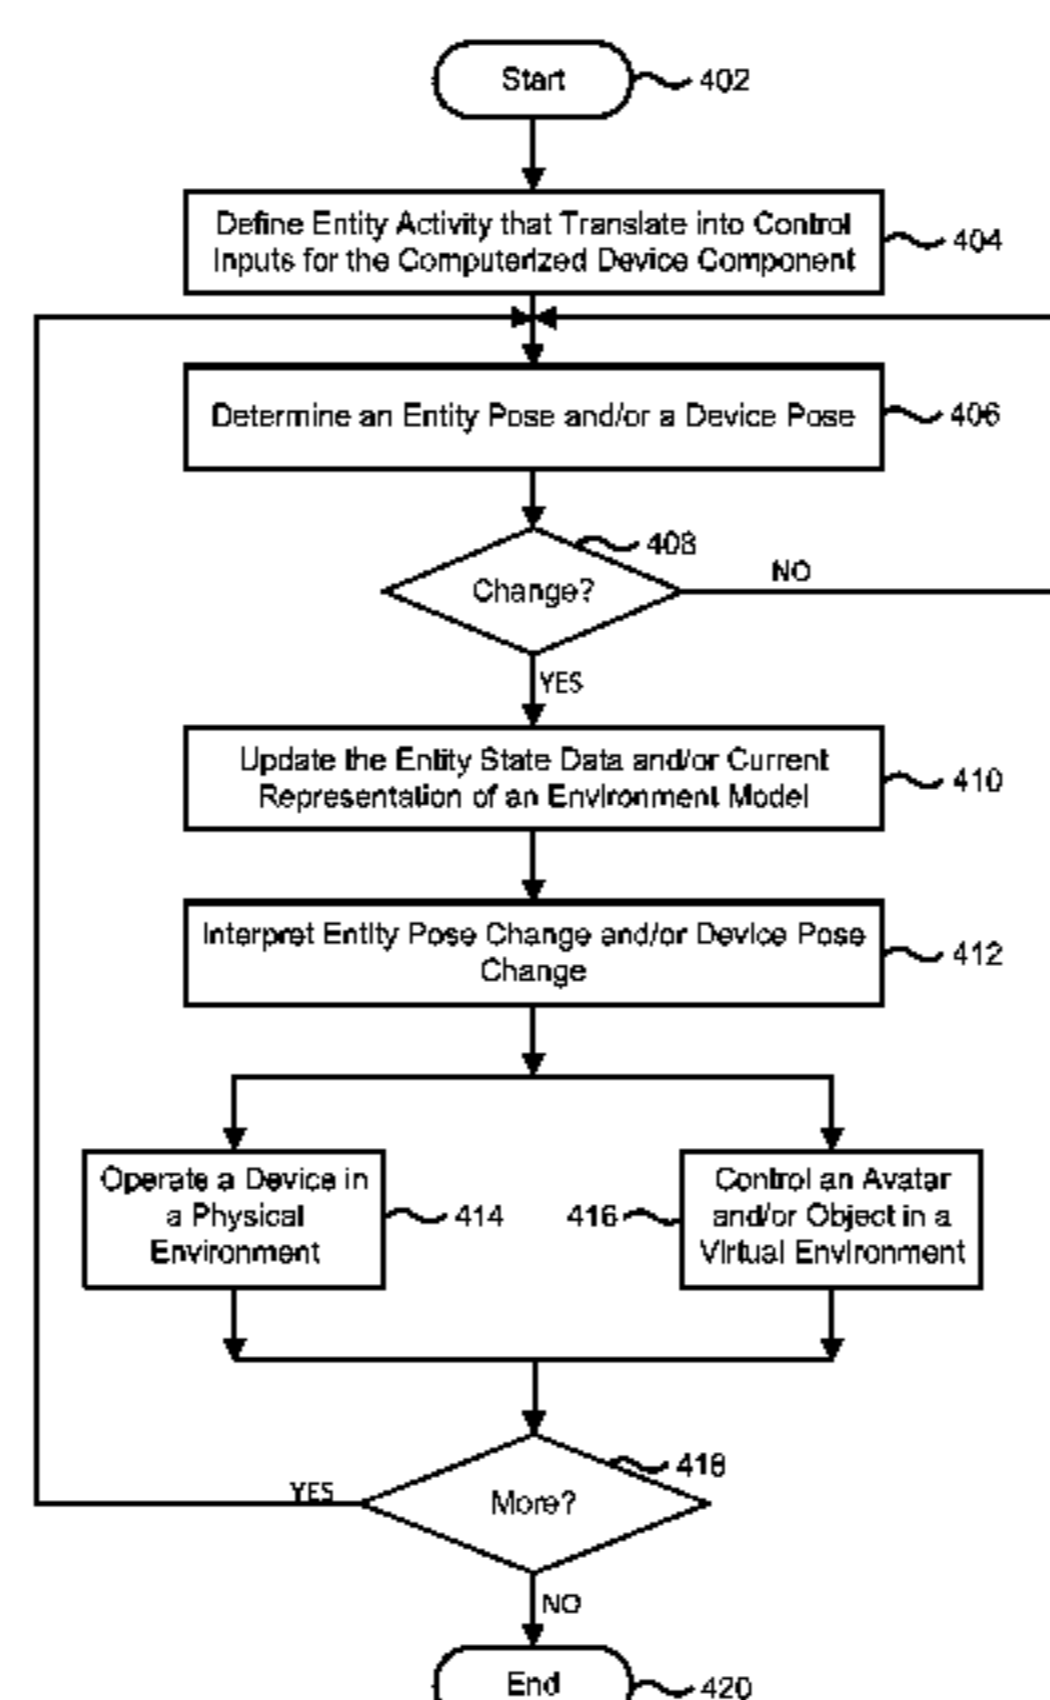 Start
402
Define Entity Activity that Translate into Control
Inputs for the Computerized Device Component
404
Determine an Entity Pose and/or a Device Pose
406
408
Change?
NO
YES
Update the Entity State Data and/or Current
Representation of an Environment Model
410
Interpret Entity Pose Change and/or Device Pose
Change
412
Operate a Device in
a Physical
Environment
414
416
Control an Avatar
and/or Object in a
Virtual Environment
418
More?
YES
NO
End
420